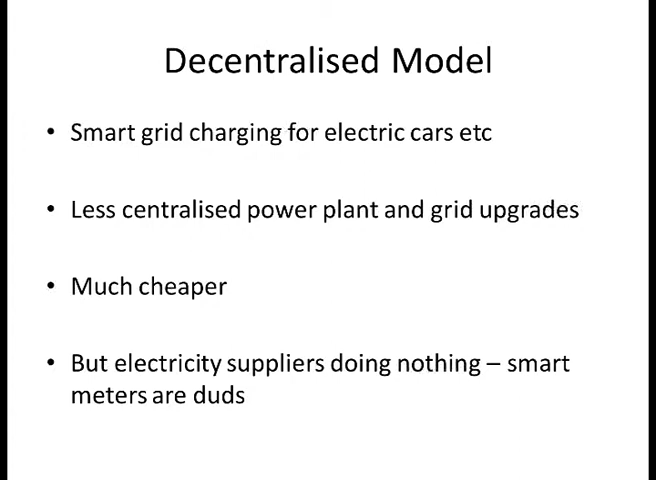 Decentralised Model
• Smart grid charging for electric cars etc
• Less centralised power plant and grid upgrades
• Much cheaper
• But electricity suppliers doing nothing – smart
meters are duds